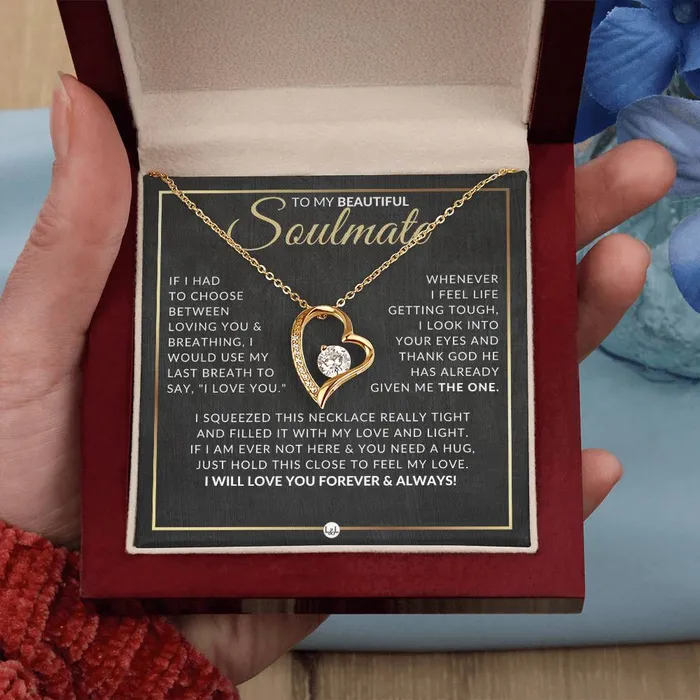 TO MY BEAUTIFUL
Soulmate
IF I HAD
TO CHOOSE
BETWEEN
LOVING YOU &
BREATHING, I
WOULD USE MY
LAST BREATH TO
SAY, "I LOVE YOU."
WHENEVER
I FEEL LIFE
GETTING TOUGH,
I LOOK INTO
YOUR EYES AND
THANK GOD HE
HAS ALREADY
GIVEN ME THE ONE.
I SQUEEZED THIS NECKLACE REALLY TIGHT
AND FILLED IT WITH MY LOVE AND LIGHT.
IF I AM EVER NOT HERE & YOU NEED A HUG,
JUST HOLD THIS CLOSE TO FEEL MY LOVE.
I WILL LOVE YOU FOREVER & ALWAYS!
L&L